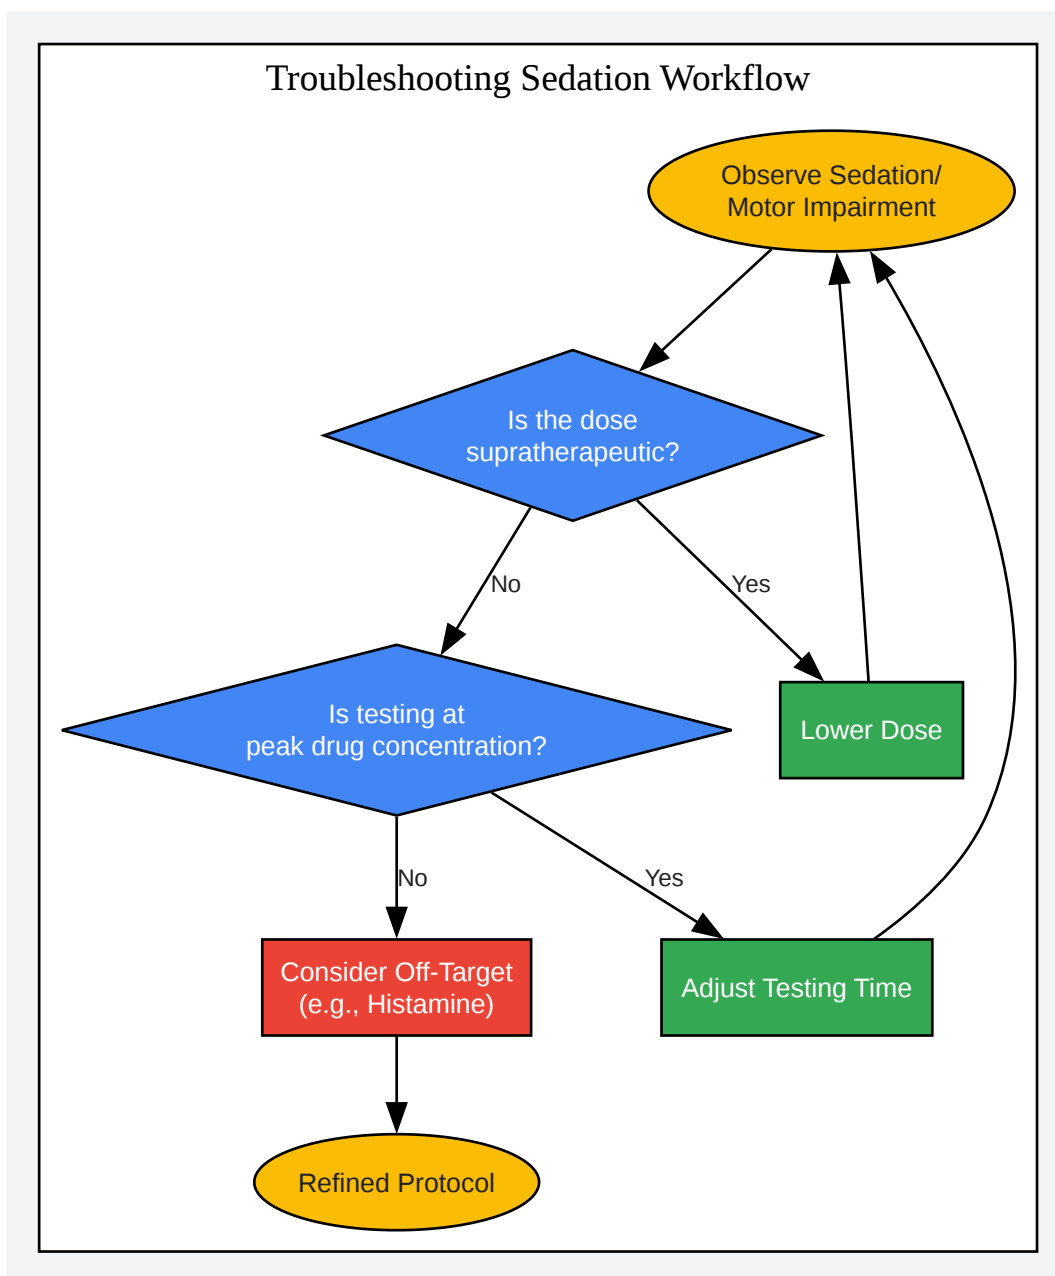 Troubleshooting Sedation Workflow
Observe Sedation/
Motor Impairment
Is the dose
supratherapeutic?
No
Yes
Is testing at
peak drug concentration?
Lower Dose
No
Yes
Consider Off-Target
(e.g., Histamine)
Adjust Testing Time
Refined Protocol